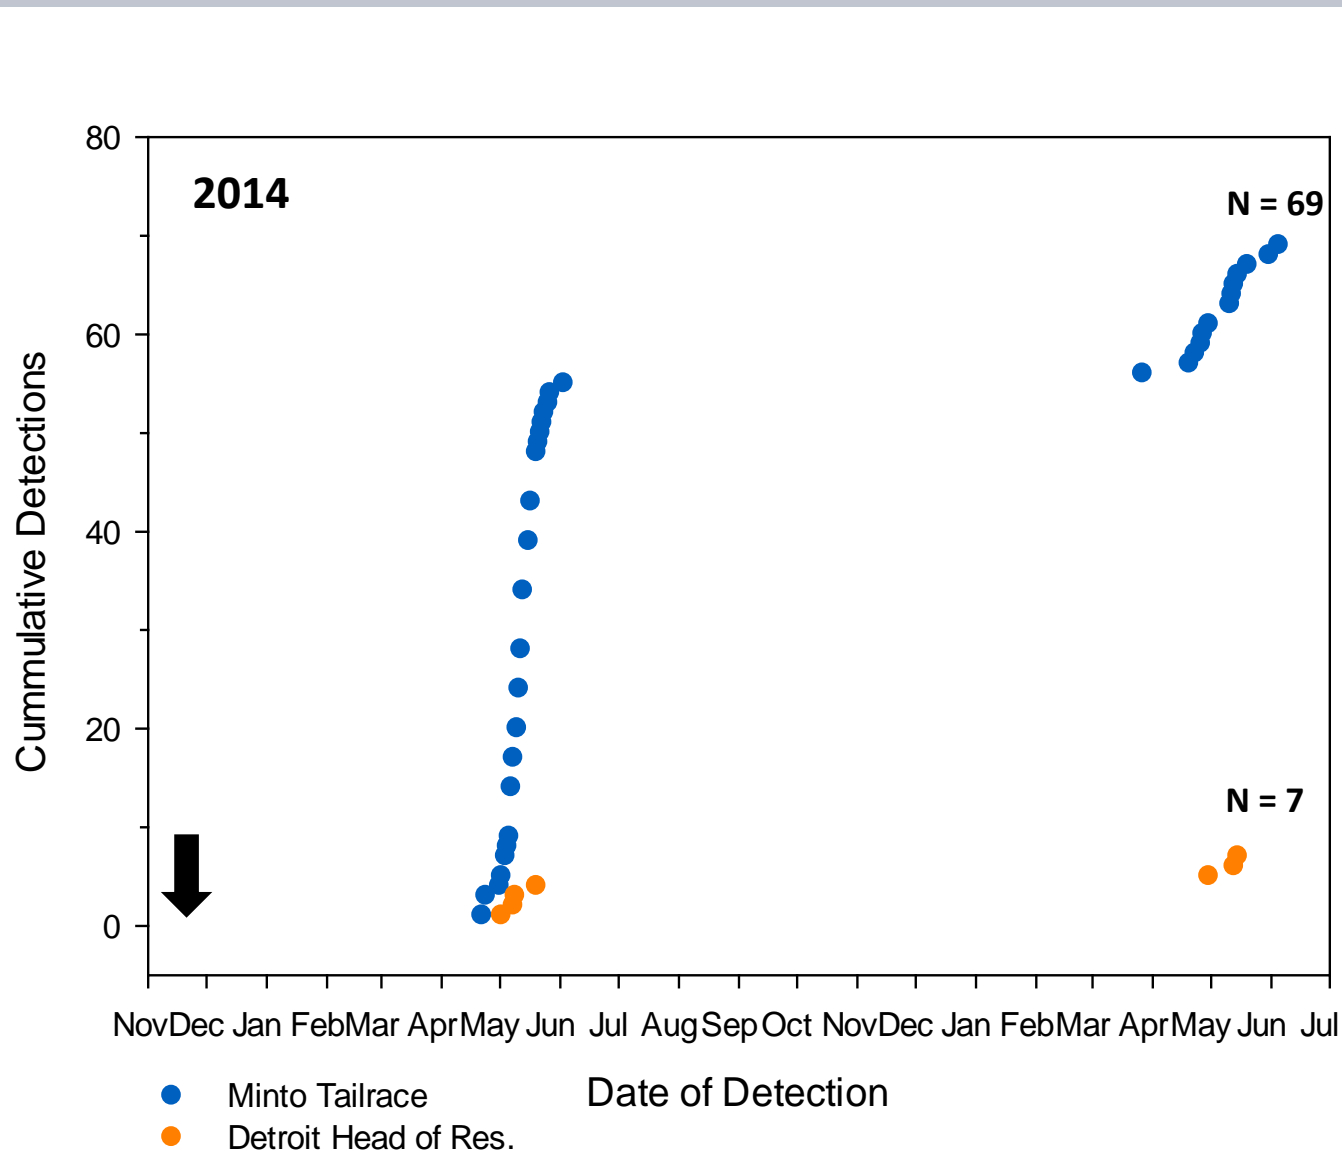 80
2014
N = 69
60
Cummulative Detections
40
20
N = 7
0
Nov Dec Jan Feb Mar Apr May Jun Jul Aug Sep Oct Nov Dec Jan Feb Mar Apr May Jun Jul
Minto Tailrace
Date of Detection
Detroit Head of Res.